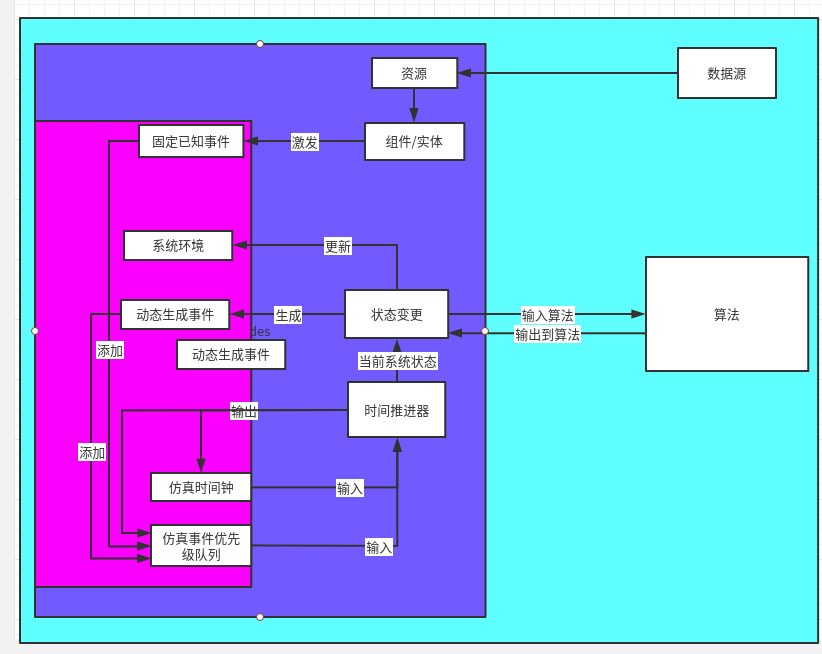 资源
数据源
固定已知事件
激发
组件/实体
系统环境
更新
动态生成事件
生成
状态变更
输入算法
算法
des
输出到算法
添加
动态生成事件
当前系统状态
输出
时间推进器
添加
仿真时间钟
输入
仿真事件优先
级队列
输入